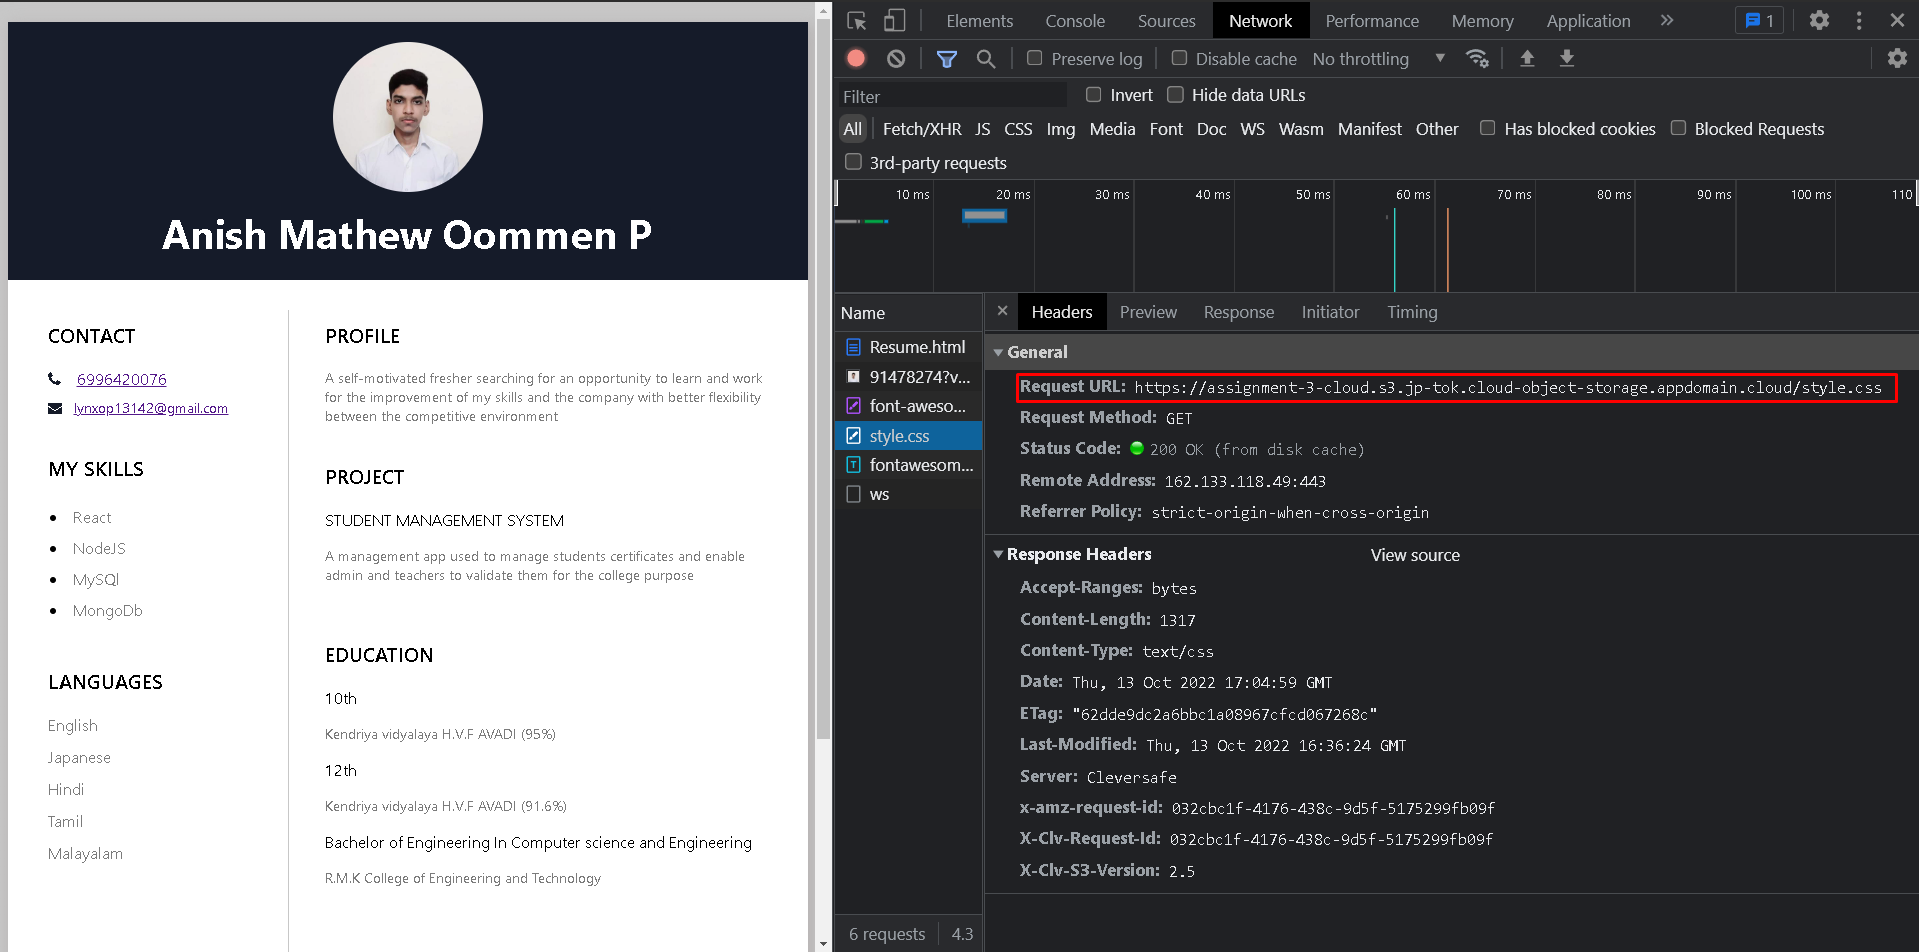 Anish Mathew Oommen P
CONTACT
6996420076
lynxop13142@gmail.com
MY SKILLS
React
NodeJS
MySQl
MongoDb
LANGUAGES
English
Japanese
Hindi
Tamil
Malayalam
PROFILE
A self-motivated fresher searching for an opportunity to learn and work
for the improvement of my skills and the company with better flexibility
between the competitive environment
PROJECT
STUDENT MANAGEMENT SYSTEM
A management app used to manage students certificates and enable
admin and teachers to validate them for the college purpose
EDUCATION
10th
Kendriya vidyalaya H.V.F AVADI (95%)
12th
Kendriya vidyalaya H.V.F AVADI (91.6%)
Bachelor of Engineering In Computer science and Engineering
R.M.K College of Engineering and Technology
Elements Console Sources Network Performance Memory Application » 1
Preserve log Disable cache No throttling
Filter Invert Hide data URLs
All Fetch/XHR JS CSS Img Media Font Doc WS Wasm Manifest Other Has blocked cookies Blocked Requests
3rd-party requests
10 ms 20 ms 30 ms 40 ms 50 ms 60 ms 70 ms 80 ms 90 ms 100 ms 110
Name
Resume.html
91478274?v...
font-aweso...
style.css
fontawesom...
ws
6 requests 4.3
× Headers Preview Response Initiator Timing
General
Request URL: https://assignment-3-cloud.s3.jp-tok.cloud-object-storage.appdomain.cloud/style.css
Request Method: GET
Status Code: 200 OK (from disk cache)
Remote Address: 162.133.118.49:443
Referrer Policy: strict-origin-when-cross-origin
Response Headers View source
Accept-Ranges: bytes
Content-Length: 1317
Content-Type: text/css
Date: Thu, 13 Oct 2022 17:04:59 GMT
ETag: "62dde9dc2a6bbc1a08967cfcd067268c"
Last-Modified: Thu, 13 Oct 2022 16:36:24 GMT
Server: Cleversafe
x-amz-request-id: 032cbc1f-4176-438c-9d5f-5175299fb09f
X-Clv-Request-Id: 032cbc1f-4176-438c-9d5f-5175299fb09f
X-Clv-S3-Version: 2.5